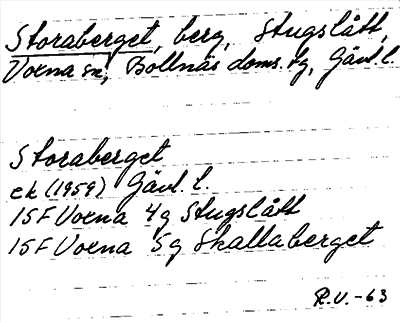 Storaberget, berg, Stugslått,
Voxna sn, Bollnäs doms. tg, Gävl. l.
Storaberget
ek (1959) Gävl. l.
15F Voxna 4g Stugslått
15F Voxna 5g Skallaberget
R.V. -63